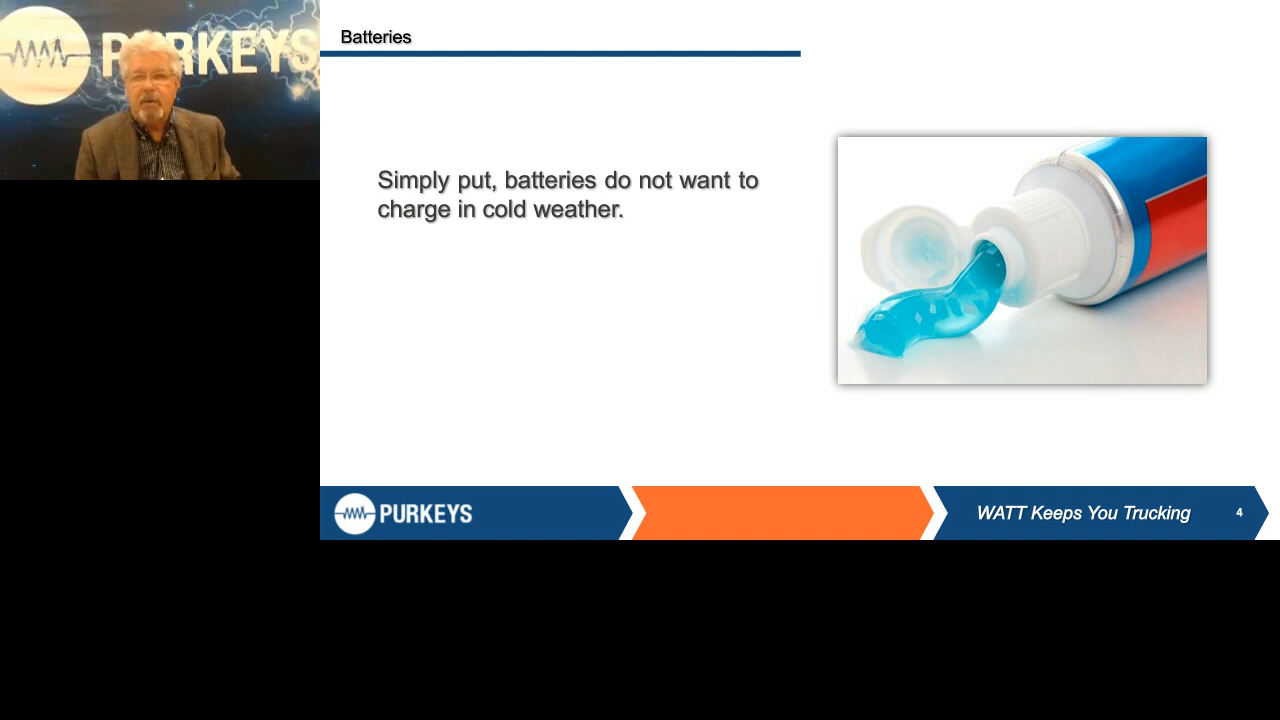 PURKEYS
Batteries
Simply put, batteries do not want to
charge in cold weather.
PURKEYS
WATT Keeps You Trucking
4